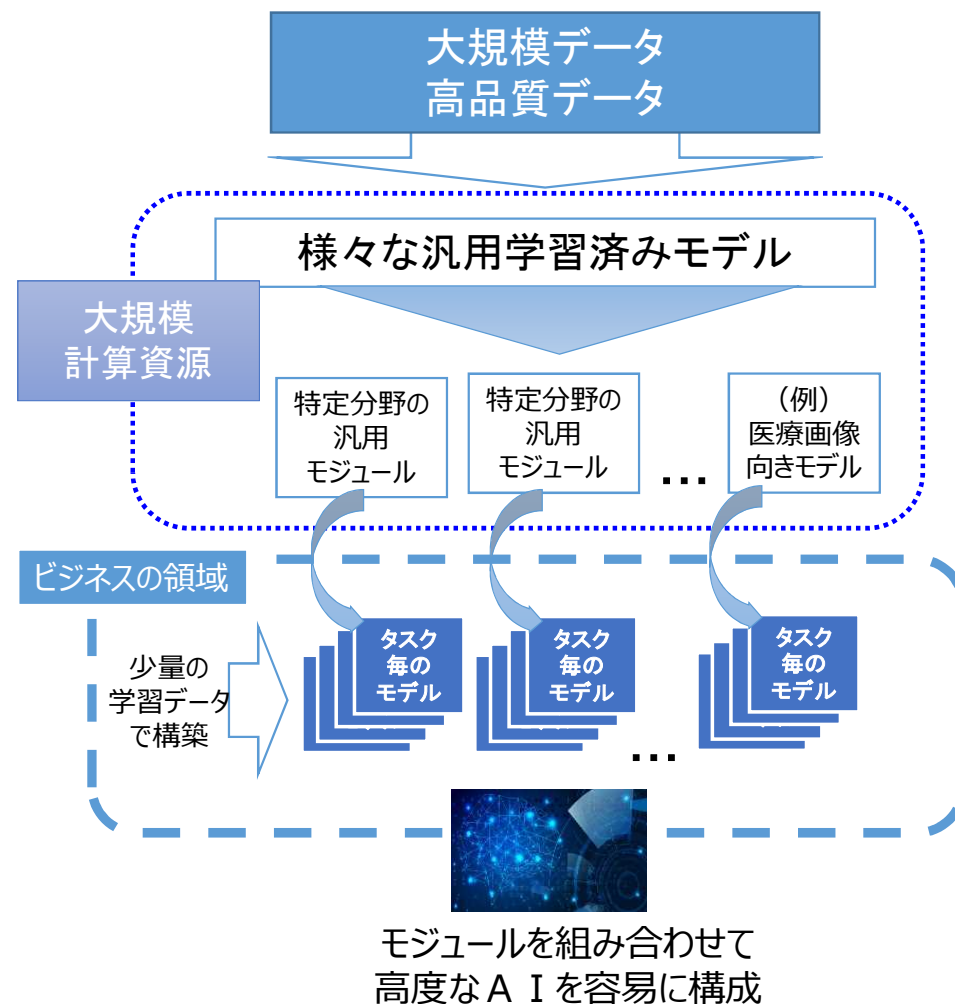 大規模データ
高品質データ
様々な汎用学習済みモデル
大規模
計算資源
特定分野の
汎用
モジュール
特定分野の
汎用
モジュール
...
（例）
医療画像
向きモデル
ビジネスの領域
少量の
学習データ
で構築
タスク
毎の
モデル
タスク
毎の
モデル
...
タスク
毎の
モデル
モジュールを組み合わせて
高度なＡＩを容易に構成